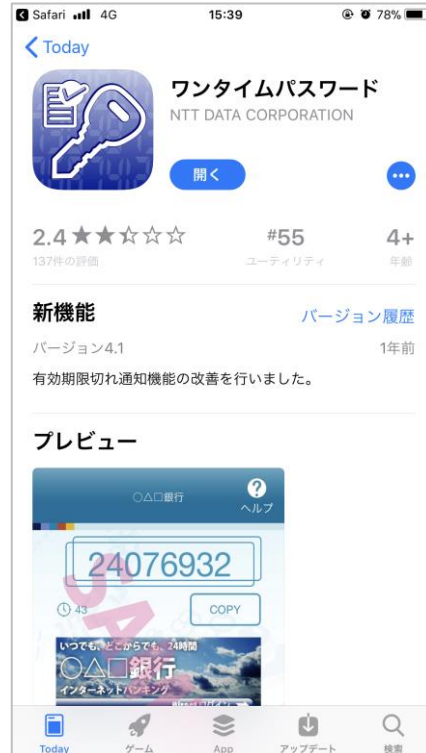 Safari 4G 15:39 78%
Today
ワンタイムパスワード
NTT DATA CORPORATION
開く
2.4 #55 4+
137件の評価 ユーティリティ 年齢
新機能 バージョン履歴
バージョン4.1 1年前
有効期限切れ通知機能の改善を行いました。
プレビュー
○△□銀行
ヘルプ
24076932
43 COPY
いつでも、どこからでも、24時間
○△□銀行
インターネットバンキング
Today ゲーム App アップデート 検索